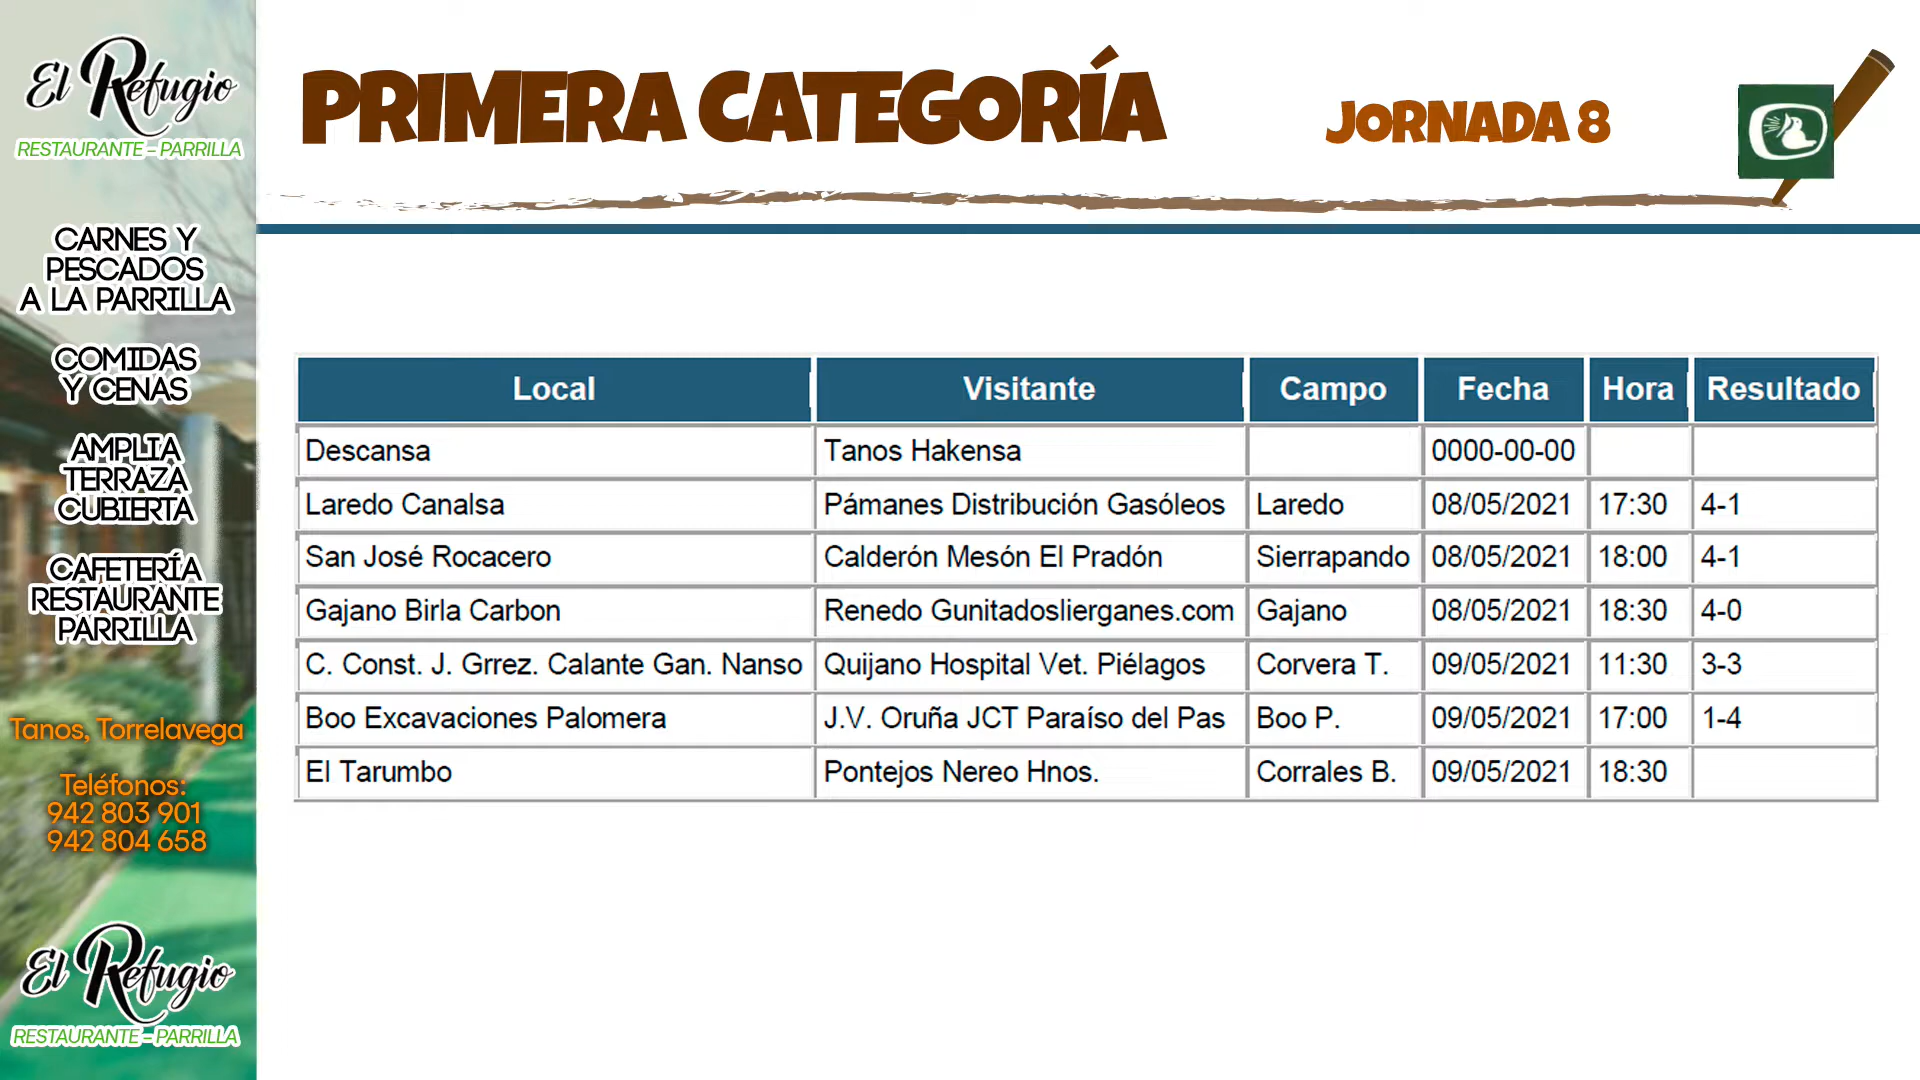 El Refugio
RESTAURANTE - PARRILLA
CARNES Y
PESCADOS
A LA PARRILLA
COMIDAS
Y CENAS
AMPLIA
TERRAZA
CUBIERTA
CAFETERÍA
RESTAURANTE
PARRILLA
Tanos, Torrelavega
Teléfonos:
942 803 901
942 804 658
El Refugio
RESTAURANTE - PARRILLA
PRIMERA CATEGORÍA
JORNADA 8
Local Visitante Campo Fecha Hora Resultado
Descansa Tanos Hakensa 0000-00-00
Laredo Canalsa Pámanes Distribución Gasóleos Laredo 08/05/2021 17:30 4-1
San José Rocacero Calderón Mesón El Pradón Sierrapando 08/05/2021 18:00 4-1
Gajano Birla Carbon Renedo Gunitadoslierganes.com Gajano 08/05/2021 18:30 4-0
C. Const. J. Grrez. Calante Gan. Nanso Quijano Hospital Vet. Piélagos Corvera T. 09/05/2021 11:30 3-3
Boo Excavaciones Palomera J.V. Oruña JCT Paraíso del Pas Boo P. 09/05/2021 17:00 1-4
El Tarumbo Pontejos Nereo Hnos. Corrales B. 09/05/2021 18:30